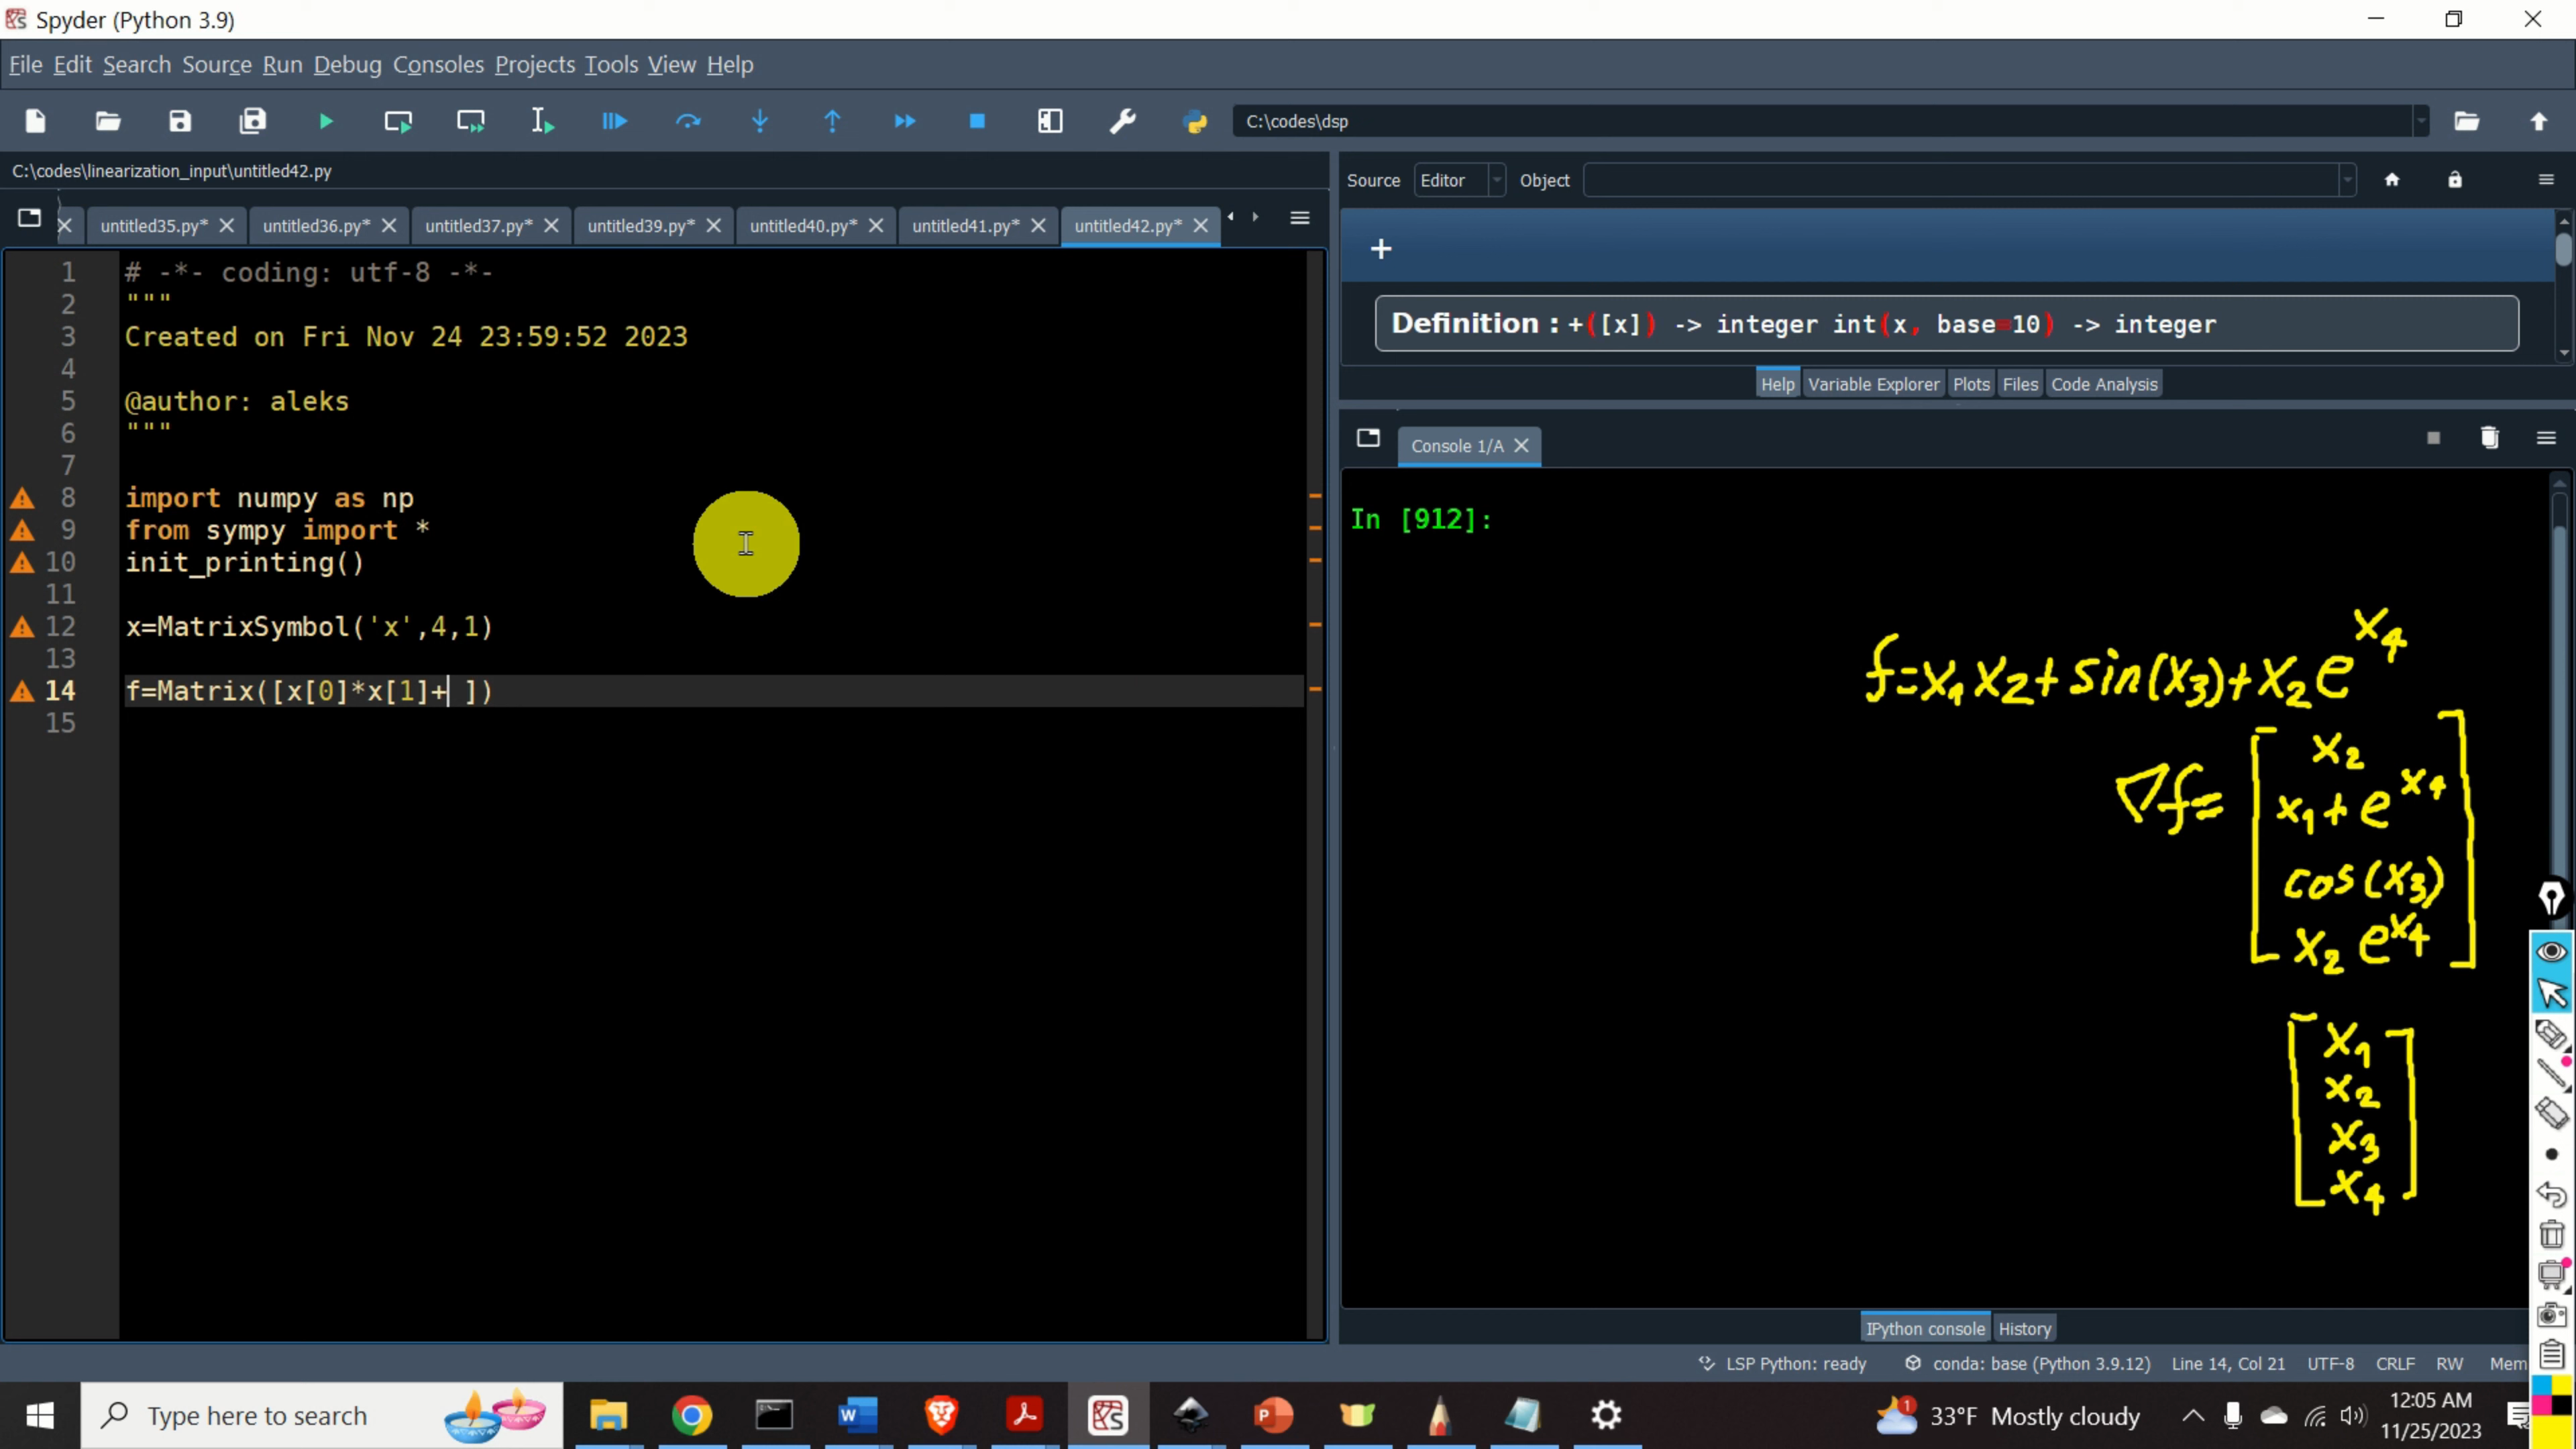 Spyder (Python 3.9)
File Edit Search Source Run Debug Consoles Projects Tools View Help
C:\codes\dsp
C:\codes\linearization_input\untitled42.py
Source Editor Object
untitled35.py* untitled36.py* untitled37.py* untitled39.py* untitled40.py* untitled41.py* untitled42.py*
1 # -*- coding: utf-8 -*-
2 """
3 Created on Fri Nov 24 23:59:52 2023
4
5 @author: aleks
6 """
7
8 import numpy as np
9 from sympy import *
10 init_printing()
11
12 x=MatrixSymbol('x',4,1)
13
14 f=Matrix([x[0]*x[1]+ ])
15
+
Definition : +([x]) -> integer int(x, base=10) -> integer
Help Variable Explorer Plots Files Code Analysis
Console 1/A
In [912]:
f=x₁x₂+sin(x₃)+x₂e^x₄
∇f=
x₂
x₁+e^x₄
cos(x₃)
x₂e^x₄
x₁
x₂
x₃
x₄
IPython console History
LSP Python: ready conda: base (Python 3.9.12) Line 14, Col 21 UTF-8 CRLF RW Mem
Type here to search
1 33°F Mostly cloudy
12:05 AM
11/25/2023